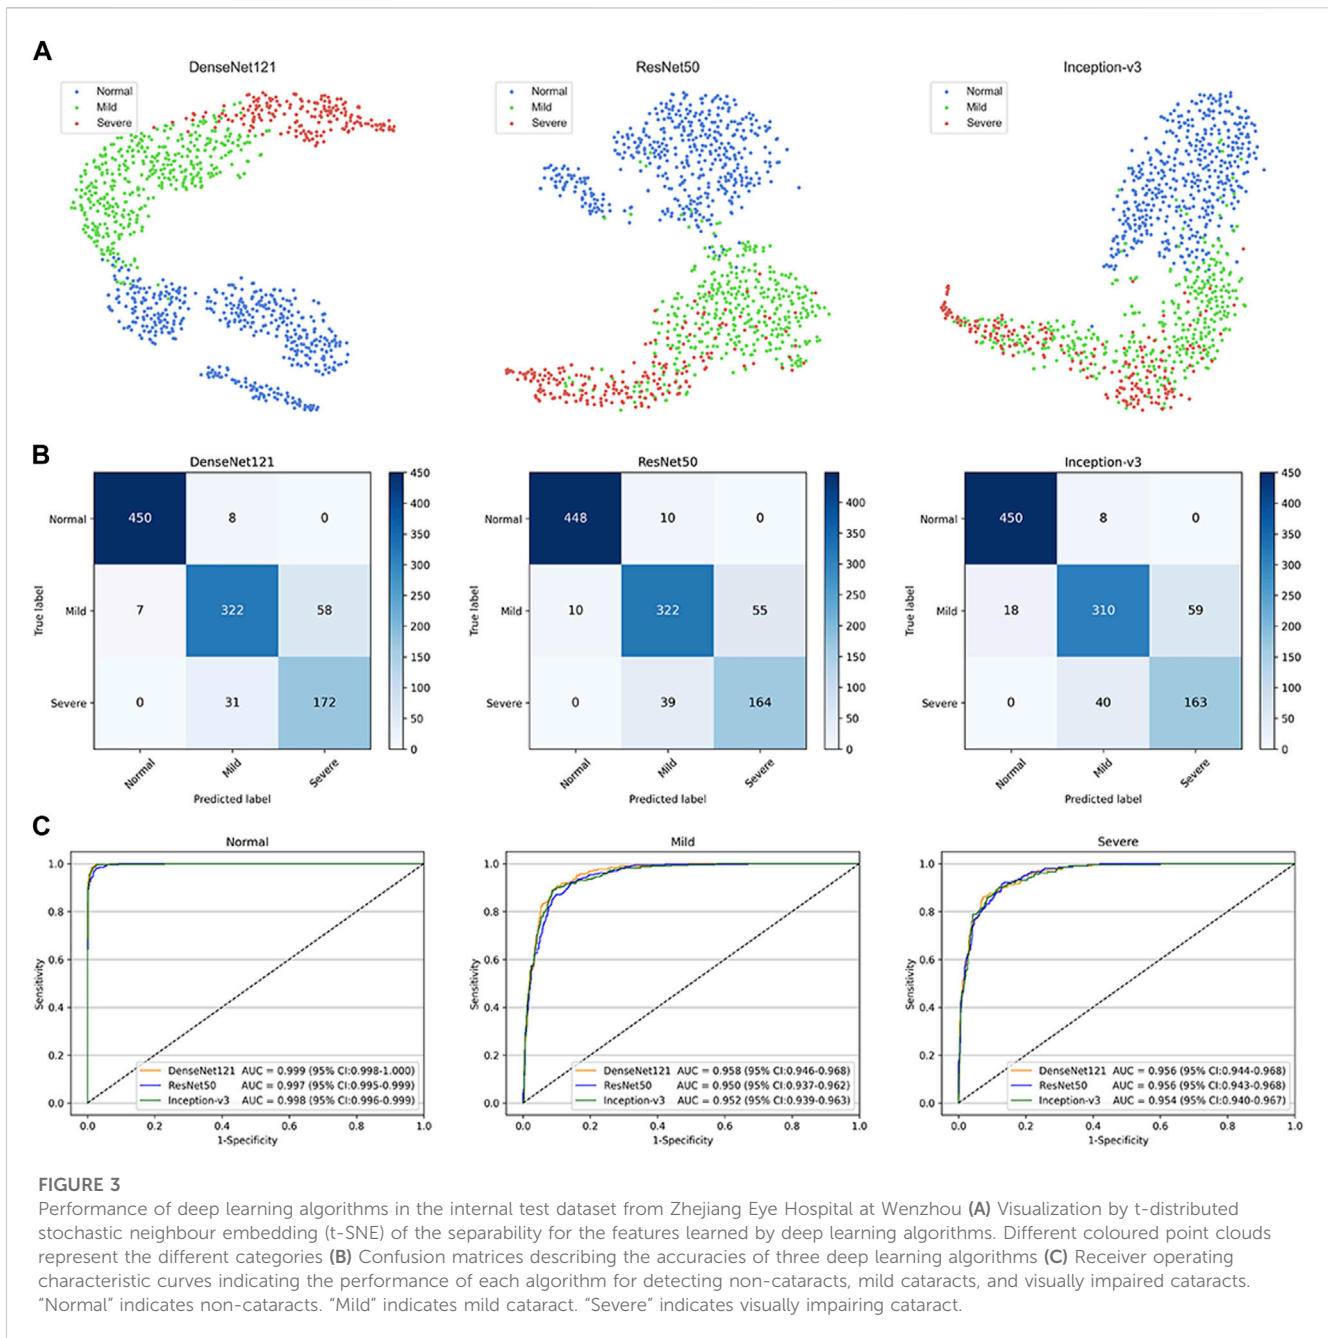 A
DenseNet121
Normal
Mild
Severe
ResNet50
Normal
Mild
Severe
Inception-v3
Normal
Mild
Severe
B
DenseNet121
True label
Normal
Mild
Severe
450 8 0
7 322 58
0 31 172
Normal Mild Severe
Predicted label
450
400
350
300
250
200
150
100
50
0
ResNet50
True label
Normal
Mild
Severe
448 10 0
10 322 55
0 39 164
Normal Mild Severe
Predicted label
400
350
300
250
200
150
100
50
0
Inception-v3
True label
Normal
Mild
Severe
450 8 0
18 310 59
0 40 163
Normal Mild Severe
Predicted label
450
400
350
300
250
200
150
100
50
0
C
Normal
Sensitivity
1.0
0.8
0.6
0.4
0.2
0.0
DenseNet121 AUC = 0.999 (95% CI:0.998-1.000)
ResNet50 AUC = 0.997 (95% CI:0.995-0.999)
Inception-v3 AUC = 0.998 (95% CI:0.996-0.999)
0.0 0.2 0.4 0.6 0.8 1.0
1-Specificity
Mild
Sensitivity
1.0
0.8
0.6
0.4
0.2
0.0
DenseNet121 AUC = 0.958 (95% CI:0.946-0.968)
ResNet50 AUC = 0.950 (95% CI:0.937-0.962)
Inception-v3 AUC = 0.952 (95% CI:0.939-0.963)
0.0 0.2 0.4 0.6 0.8 1.0
1-Specificity
Severe
Sensitivity
1.0
0.8
0.6
0.4
0.2
0.0
DenseNet121 AUC = 0.956 (95% CI:0.944-0.968)
ResNet50 AUC = 0.956 (95% CI:0.943-0.968)
Inception-v3 AUC = 0.954 (95% CI:0.940-0.967)
0.0 0.2 0.4 0.6 0.8 1.0
1-Specificity
FIGURE 3
Performance of deep learning algorithms in the internal test dataset from Zhejiang Eye Hospital at Wenzhou (A) Visualization by t-distributed
stochastic neighbour embedding (t-SNE) of the separability for the features learned by deep learning algorithms. Different coloured point clouds
represent the different categories (B) Confusion matrices describing the accuracies of three deep learning algorithms (C) Receiver operating
characteristic curves indicating the performance of each algorithm for detecting non-cataracts, mild cataracts, and visually impaired cataracts.
"Normal" indicates non-cataracts. "Mild" indicates mild cataract. "Severe" indicates visually impairing cataract.